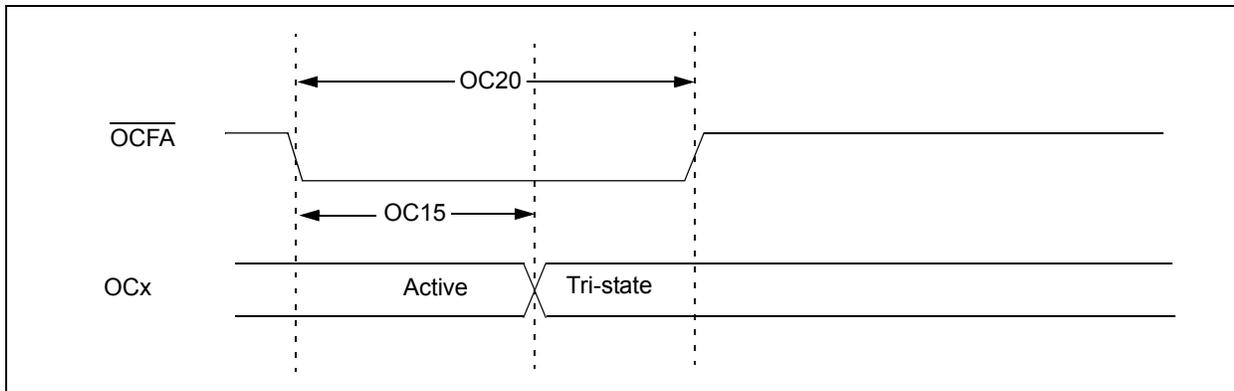 OC20
OCFA
OC15
OCx
Active
Tri-state